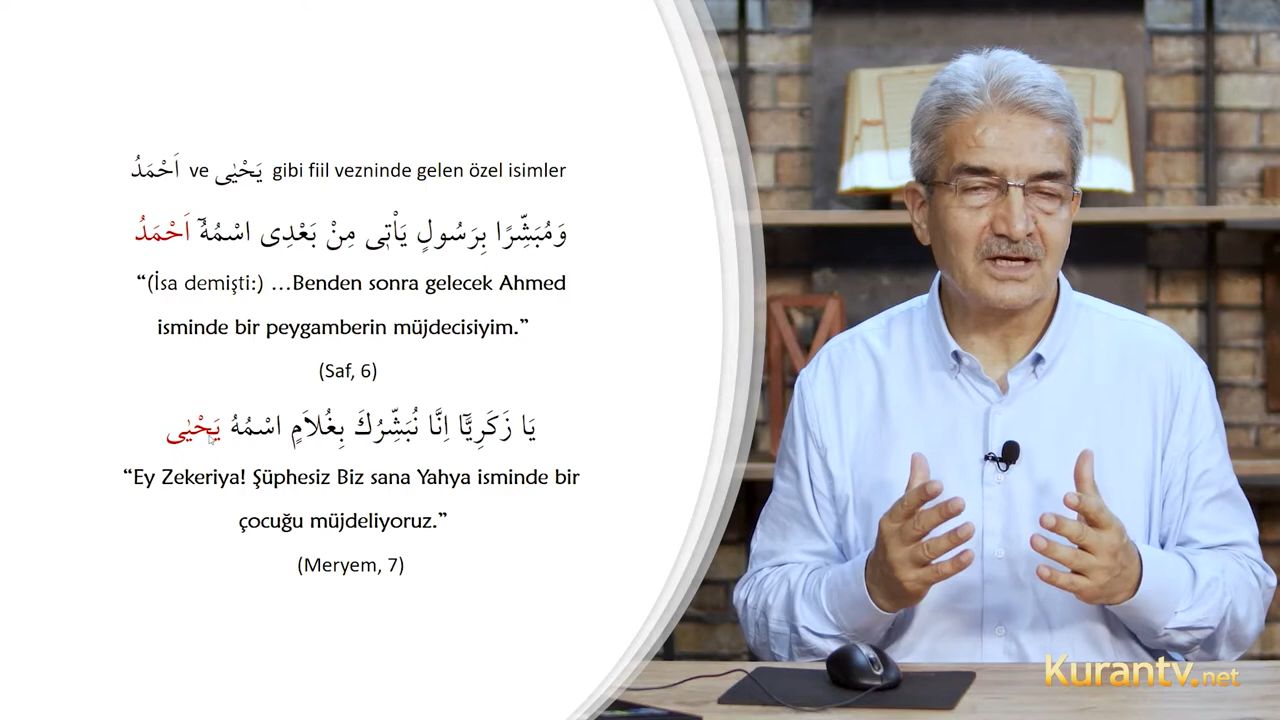 اَحْمَدُ ve يَحْيٰى gibi fiil vezninde gelen özel isimler
وَمُبَشِّرًا بِرَسُولٍ يَاْتٖى مِنْ بَعْدِى اسْمُهُٓ اَحْمَدُ
“(İsa demişti:) …Benden sonra gelecek Ahmed
isminde bir peygamberin müjdecisiyim.”
(Saf, 6)
يَا زَكَرِيَّٓا اِنَّا نُبَشِّرُكَ بِغُلاَمٍ اسْمُهُ يَحْيٰى
“Ey Zekeriya! Şüphesiz Biz sana Yahya isminde bir
çocuğu müjdeliyoruz.”
(Meryem, 7)
Kurantv.net